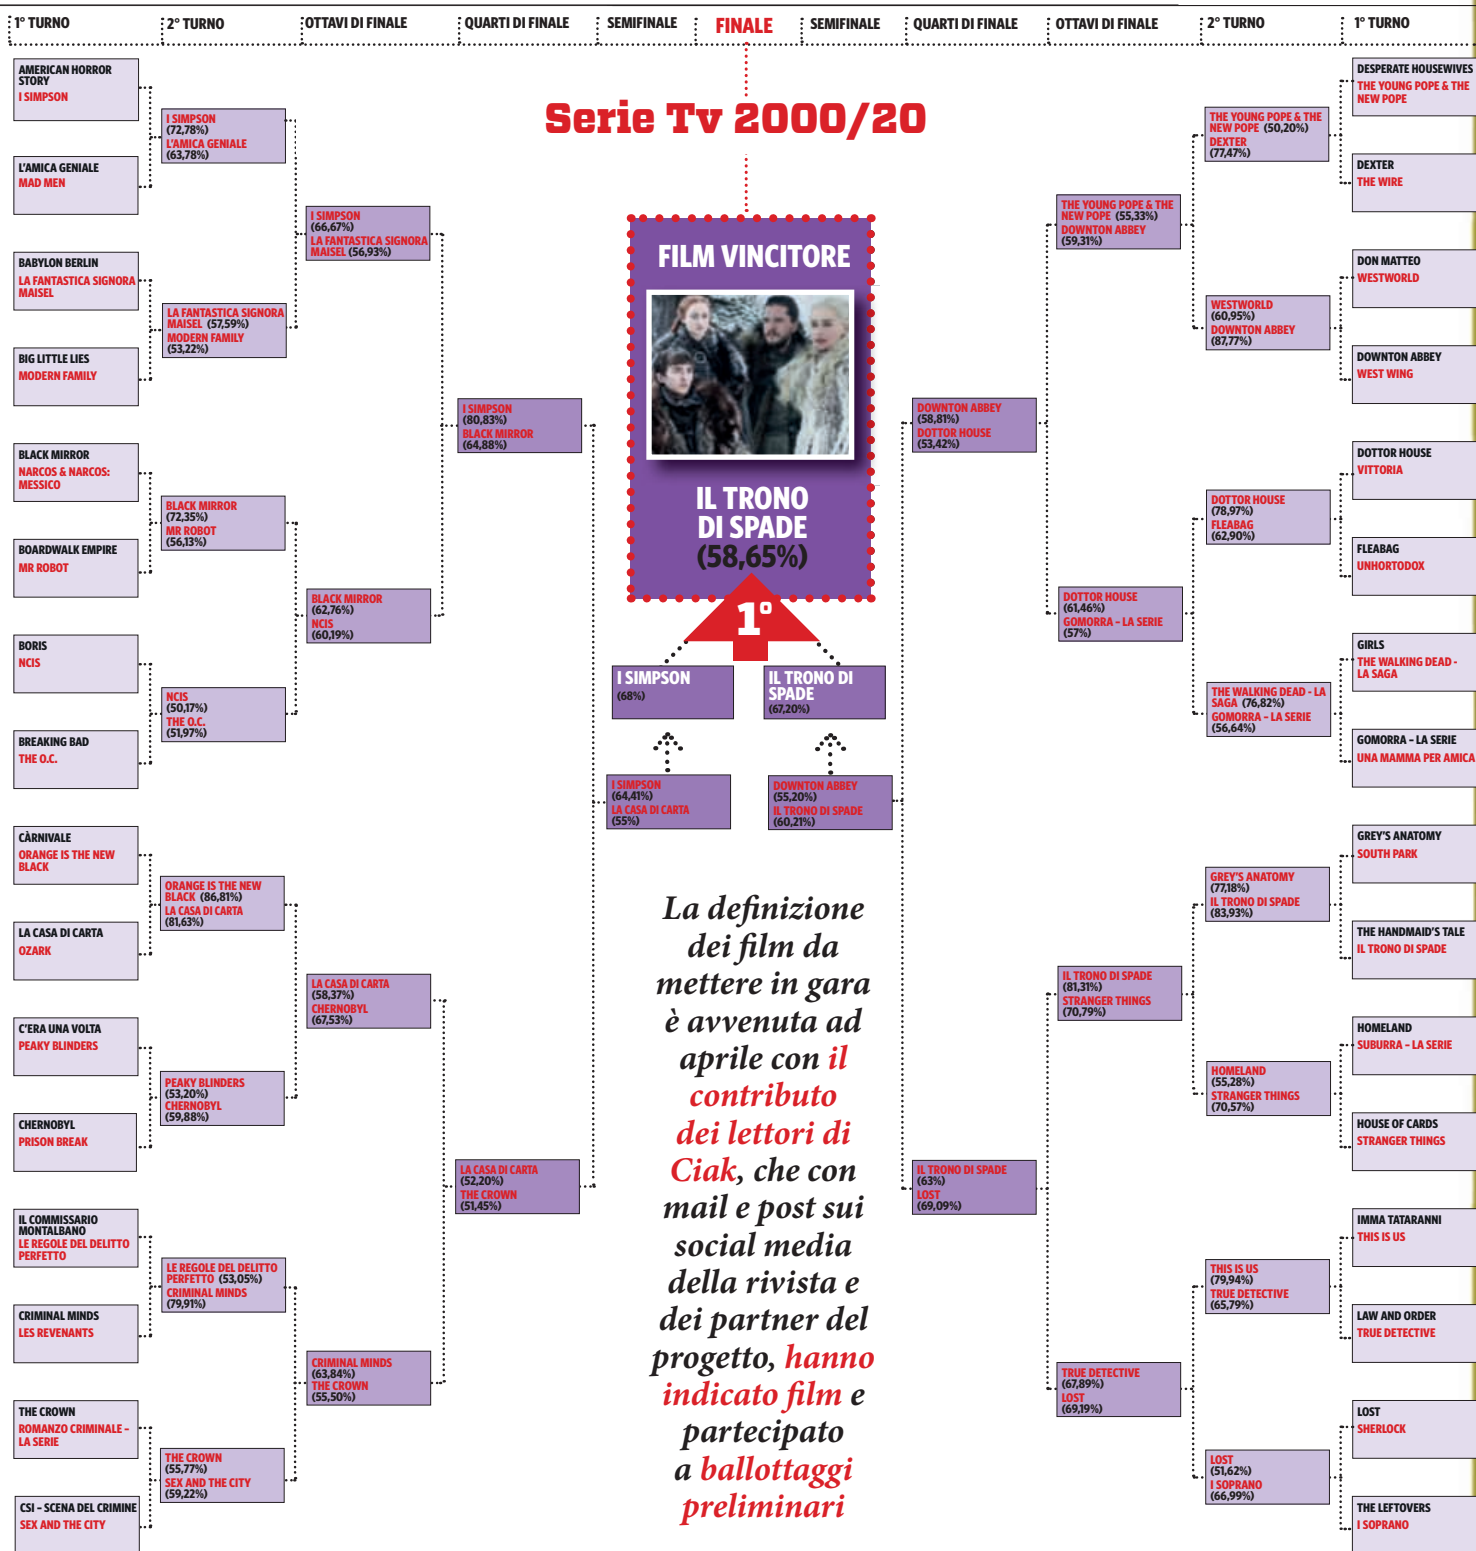 1° TURNO
2° TURNO
OTTAVI DI FINALE
QUARTI DI FINALE
SEMIFINALE
FINALE
SEMIFINALE
QUARTI DI FINALE
OTTAVI DI FINALE
2° TURNO
1° TURNO
Serie Tv 2000/20
AMERICAN HORROR
STORY
I SIMPSON
L'AMICA GENIALE
MAD MEN
BABYLON BERLIN
LA FANTASTICA SIGNORA
MAISEL
BIG LITTLE LIES
MODERN FAMILY
BLACK MIRROR
NARCOS & NARCOS:
MESSICO
BOARDWALK EMPIRE
MR ROBOT
BORIS
NCIS
BREAKING BAD
THE O.C.
CÀRNIVALE
ORANGE IS THE NEW
BLACK
LA CASA DI CARTA
OZARK
C'ERA UNA VOLTA
PEAKY BLINDERS
CHERNOBYL
PRISON BREAK
IL COMMISSARIO
MONTALBANO
LE REGOLE DEL DELITTO
PERFETTO
CRIMINAL MINDS
LES REVENANTS
THE CROWN
ROMANZO CRIMINALE –
LA SERIE
CSI – SCENA DEL CRIMINE
SEX AND THE CITY
I SIMPSON
(72,78%)
L'AMICA GENIALE
(63,78%)
LA FANTASTICA SIGNORA
MAISEL (57,59%)
MODERN FAMILY
(53,22%)
BLACK MIRROR
(72,35%)
MR ROBOT
(56,13%)
NCIS
(50,17%)
THE O.C.
(51,97%)
ORANGE IS THE NEW
BLACK (86,81%)
LA CASA DI CARTA
(81,63%)
PEAKY BLINDERS
(53,20%)
CHERNOBYL
(59,88%)
LE REGOLE DEL DELITTO
PERFETTO (53,05%)
CRIMINAL MINDS
(79,91%)
THE CROWN
(55,77%)
SEX AND THE CITY
(59,22%)
I SIMPSON
(66,67%)
LA FANTASTICA SIGNORA
MAISEL (56,93%)
BLACK MIRROR
(62,76%)
NCIS
(60,19%)
LA CASA DI CARTA
(58,37%)
CHERNOBYL
(67,53%)
CRIMINAL MINDS
(63,84%)
THE CROWN
(55,50%)
I SIMPSON
(80,83%)
BLACK MIRROR
(64,88%)
LA CASA DI CARTA
(52,20%)
THE CROWN
(51,45%)
FILM VINCITORE
IL TRONO
DI SPADE
(58,65%)
1°
I SIMPSON
(68%)
IL TRONO DI
SPADE
(67,20%)
I SIMPSON
(64,41%)
LA CASA DI CARTA
(55%)
DOWNTON ABBEY
(55,20%)
IL TRONO DI SPADE
(60,21%)
La definizione
dei film da
mettere in gara
è avvenuta ad
aprile con il
contributo
dei lettori di
Ciak, che con
mail e post sui
social media
della rivista e
dei partner del
progetto, hanno
indicato film e
partecipato
a ballottaggi
preliminari
DOWNTON ABBEY
(58,81%)
DOTTOR HOUSE
(53,42%)
IL TRONO DI SPADE
(63%)
LOST
(69,09%)
THE YOUNG POPE & THE
NEW POPE (55,33%)
DOWNTON ABBEY
(59,31%)
DOTTOR HOUSE
(61,46%)
GOMORRA – LA SERIE
(57%)
IL TRONO DI SPADE
(81,31%)
STRANGER THINGS
(70,79%)
TRUE DETECTIVE
(67,89%)
LOST
(69,19%)
THE YOUNG POPE & THE
NEW POPE (50,20%)
DEXTER
(77,47%)
WESTWORLD
(60,95%)
DOWNTON ABBEY
(87,77%)
DOTTOR HOUSE
(78,97%)
FLEABAG
(62,90%)
THE WALKING DEAD - LA
SAGA (76,82%)
GOMORRA – LA SERIE
(56,64%)
GREY'S ANATOMY
(77,18%)
IL TRONO DI SPADE
(83,93%)
HOMELAND
(55,28%)
STRANGER THINGS
(70,57%)
THIS IS US
(79,94%)
TRUE DETECTIVE
(65,79%)
LOST
(51,62%)
I SOPRANO
(66,99%)
DESPERATE HOUSEWIVES
THE YOUNG POPE & THE
NEW POPE
DEXTER
THE WIRE
DON MATTEO
WESTWORLD
DOWNTON ABBEY
WEST WING
DOTTOR HOUSE
VITTORIA
FLEABAG
UNHORTODOX
GIRLS
THE WALKING DEAD -
LA SAGA
GOMORRA – LA SERIE
UNA MAMMA PER AMICA
GREY'S ANATOMY
SOUTH PARK
THE HANDMAID'S TALE
IL TRONO DI SPADE
HOMELAND
SUBURRA – LA SERIE
HOUSE OF CARDS
STRANGER THINGS
IMMA TATARANNI
THIS IS US
LAW AND ORDER
TRUE DETECTIVE
LOST
SHERLOCK
THE LEFTOVERS
I SOPRANO